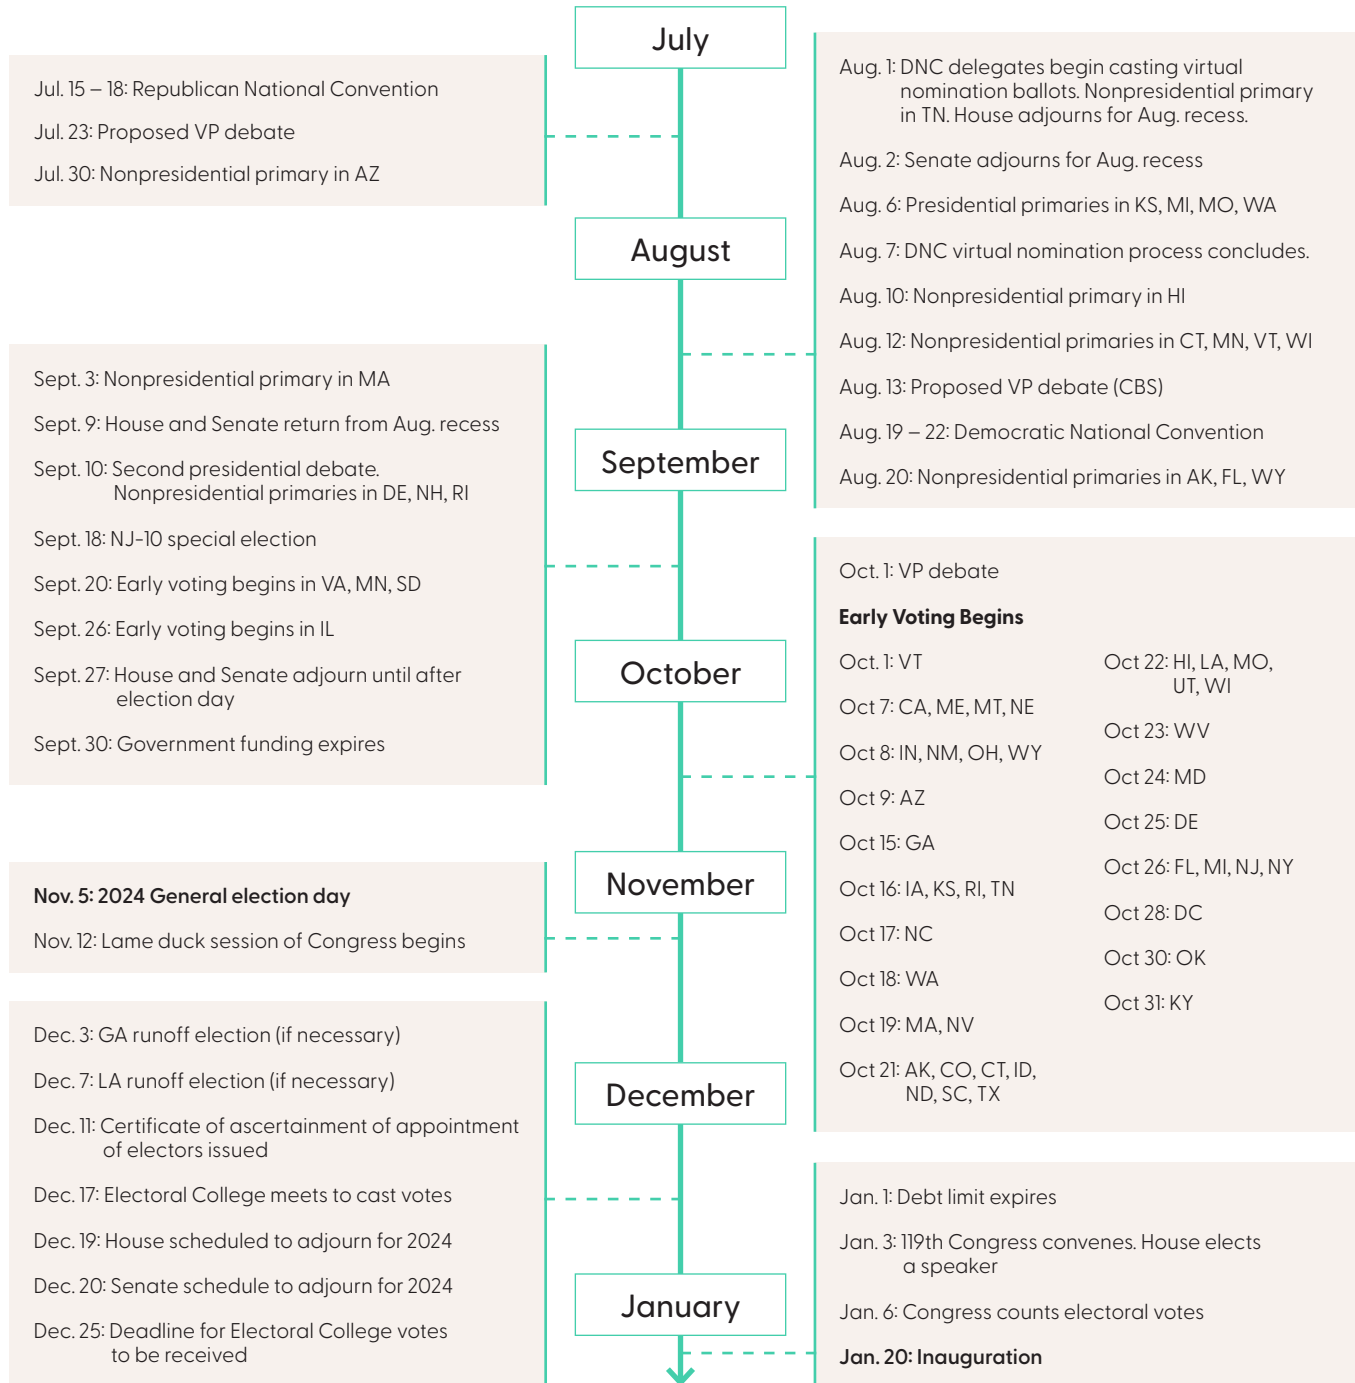 July
Jul. 15 – 18: Republican National Convention
Jul. 23: Proposed VP debate
Jul. 30: Nonpresidential primary in AZ
August
Aug. 1: DNC delegates begin casting virtual
nomination ballots. Nonpresidential primary
in TN. House adjourns for Aug. recess.
Aug. 2: Senate adjourns for Aug. recess
Aug. 6: Presidential primaries in KS, MI, MO, WA
Aug. 7: DNC virtual nomination process concludes.
Aug. 10: Nonpresidential primary in HI
Aug. 12: Nonpresidential primaries in CT, MN, VT, WI
Aug. 13: Proposed VP debate (CBS)
Aug. 19 – 22: Democratic National Convention
Aug. 20: Nonpresidential primaries in AK, FL, WY
September
Sept. 3: Nonpresidential primary in MA
Sept. 9: House and Senate return from Aug. recess
Sept. 10: Second presidential debate.
Nonpresidential primaries in DE, NH, RI
Sept. 18: NJ-10 special election
Sept. 20: Early voting begins in VA, MN, SD
Sept. 26: Early voting begins in IL
Sept. 27: House and Senate adjourn until after
election day
Sept. 30: Government funding expires
October
Oct. 1: VP debate
Early Voting Begins
Oct. 1: VT
Oct 7: CA, ME, MT, NE
Oct 8: IN, NM, OH, WY
Oct 9: AZ
Oct 15: GA
Oct 16: IA, KS, RI, TN
Oct 17: NC
Oct 18: WA
Oct 19: MA, NV
Oct 21: AK, CO, CT, ID,
ND, SC, TX
Oct 22: HI, LA, MO,
UT, WI
Oct 23: WV
Oct 24: MD
Oct 25: DE
Oct 26: FL, MI, NJ, NY
Oct 28: DC
Oct 30: OK
Oct 31: KY
November
Nov. 5: 2024 General election day
Nov. 12: Lame duck session of Congress begins
December
Dec. 3: GA runoff election (if necessary)
Dec. 7: LA runoff election (if necessary)
Dec. 11: Certificate of ascertainment of appointment
of electors issued
Dec. 17: Electoral College meets to cast votes
Dec. 19: House scheduled to adjourn for 2024
Dec. 20: Senate schedule to adjourn for 2024
Dec. 25: Deadline for Electoral College votes
to be received
January
Jan. 1: Debt limit expires
Jan. 3: 119th Congress convenes. House elects
a speaker
Jan. 6: Congress counts electoral votes
Jan. 20: Inauguration